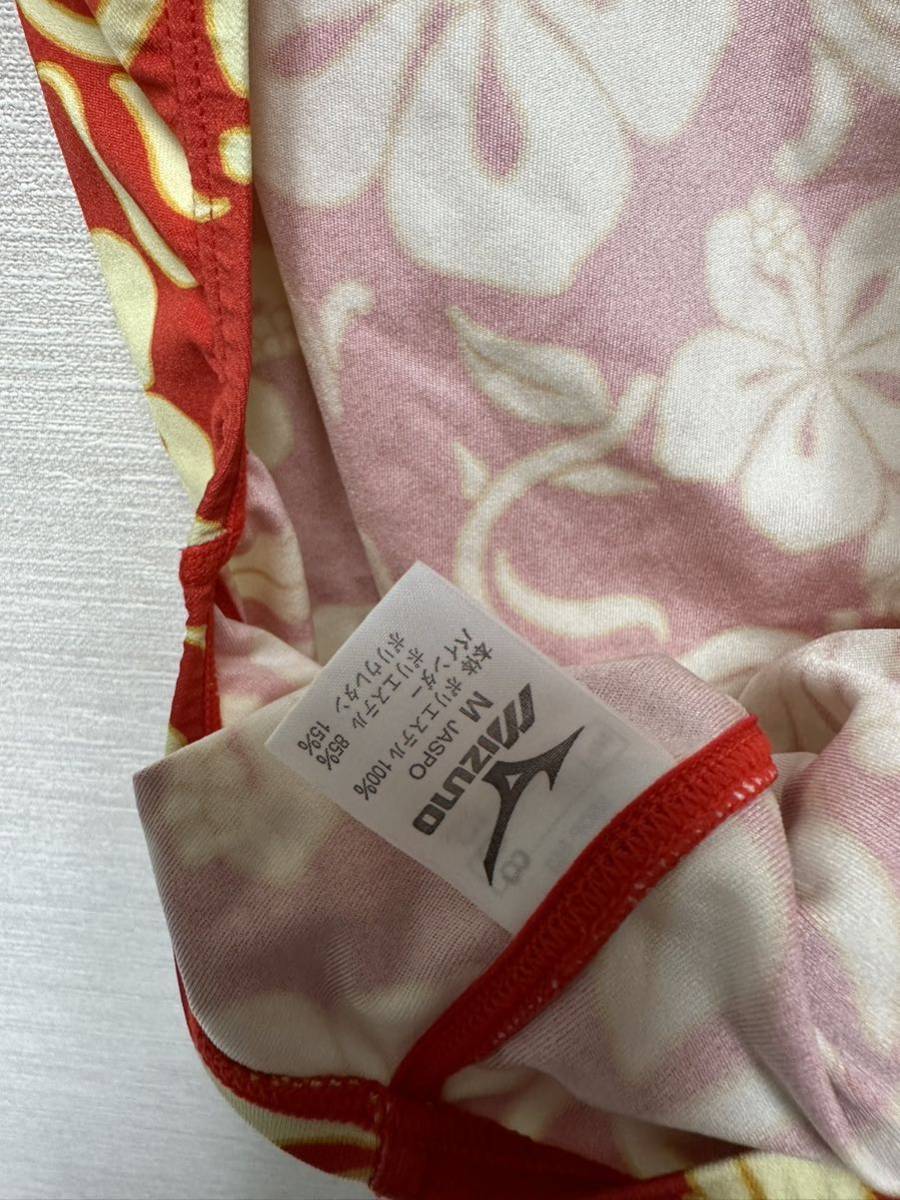 MIZUNO
M JASPO
本体 ポリエステル 100%
バインダー
ポリエステル 85%
ポリウレタン 15%